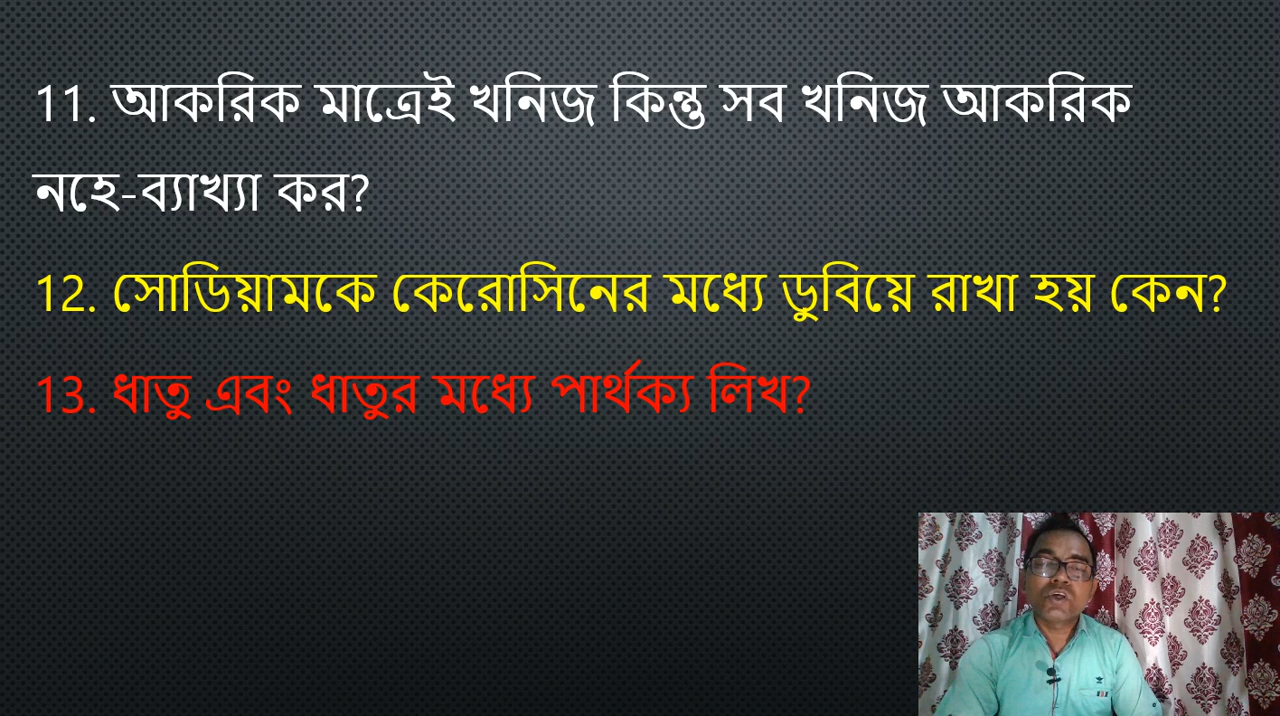 11. আকরিক মাত্রেই খনিজ কিন্তু সব খনিজ আকরিক
নহে-ব্যাখ্যা কর?
12. সোডিয়ামকে কেরোসিনের মধ্যে ডুবিয়ে রাখা হয় কেন?
13. ধাতু এবং ধাতুর মধ্যে পার্থক্য লিখ?